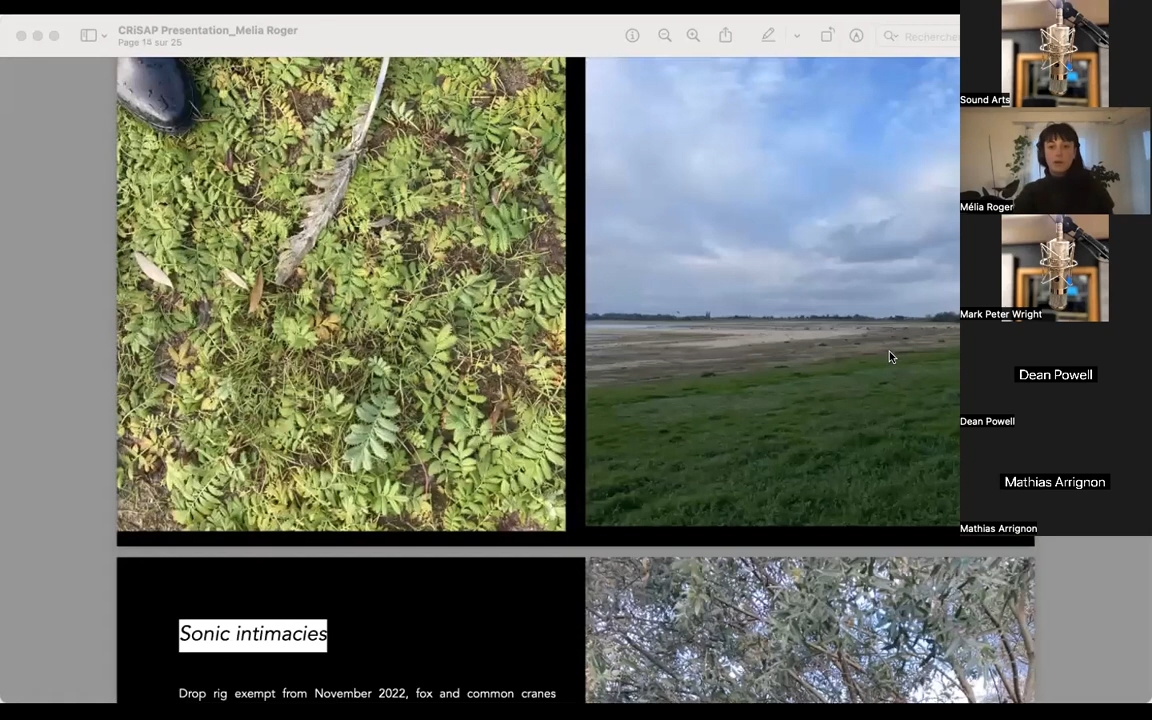 CRiSAP Presentation_Melia Roger
Page 14 sur 25
Recherche
Sound Arts
Mélia Roger
Mark Peter Wright
Dean Powell
Dean Powell
Mathias Arrignon
Mathias Arrignon
Sonic intimacies
Drop rig exempt from November 2022, fox and common cranes